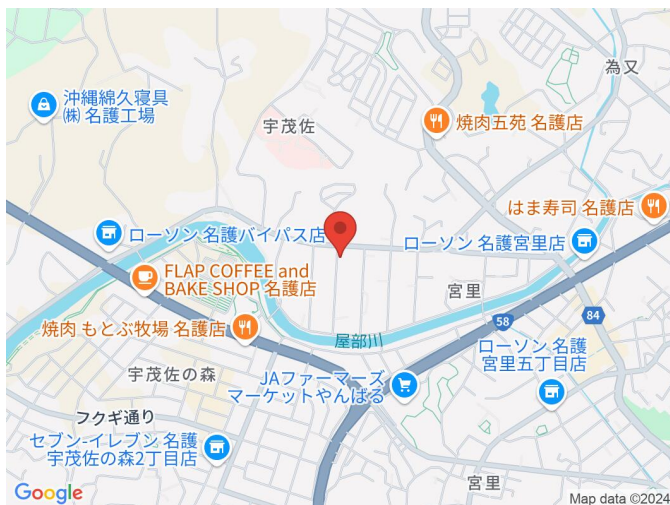 為又
沖縄綿久寝具
㈱ 名護工場
宇茂佐
焼肉五苑 名護店
はま寿司 名護店
ローソン 名護バイパス店
ローソン 名護宮里店
FLAP COFFEE and
BAKE SHOP 名護店
宮里
58
84
焼肉 もとぶ牧場 名護店
屋部川
ローソン 名護
宮里五丁目店
宇茂佐の森
JAファーマーズ
マーケットやんばる
フクギ通り
セブン-イレブン 名護
宇茂佐の森2丁目店
宮里
Google
Map data ©2024